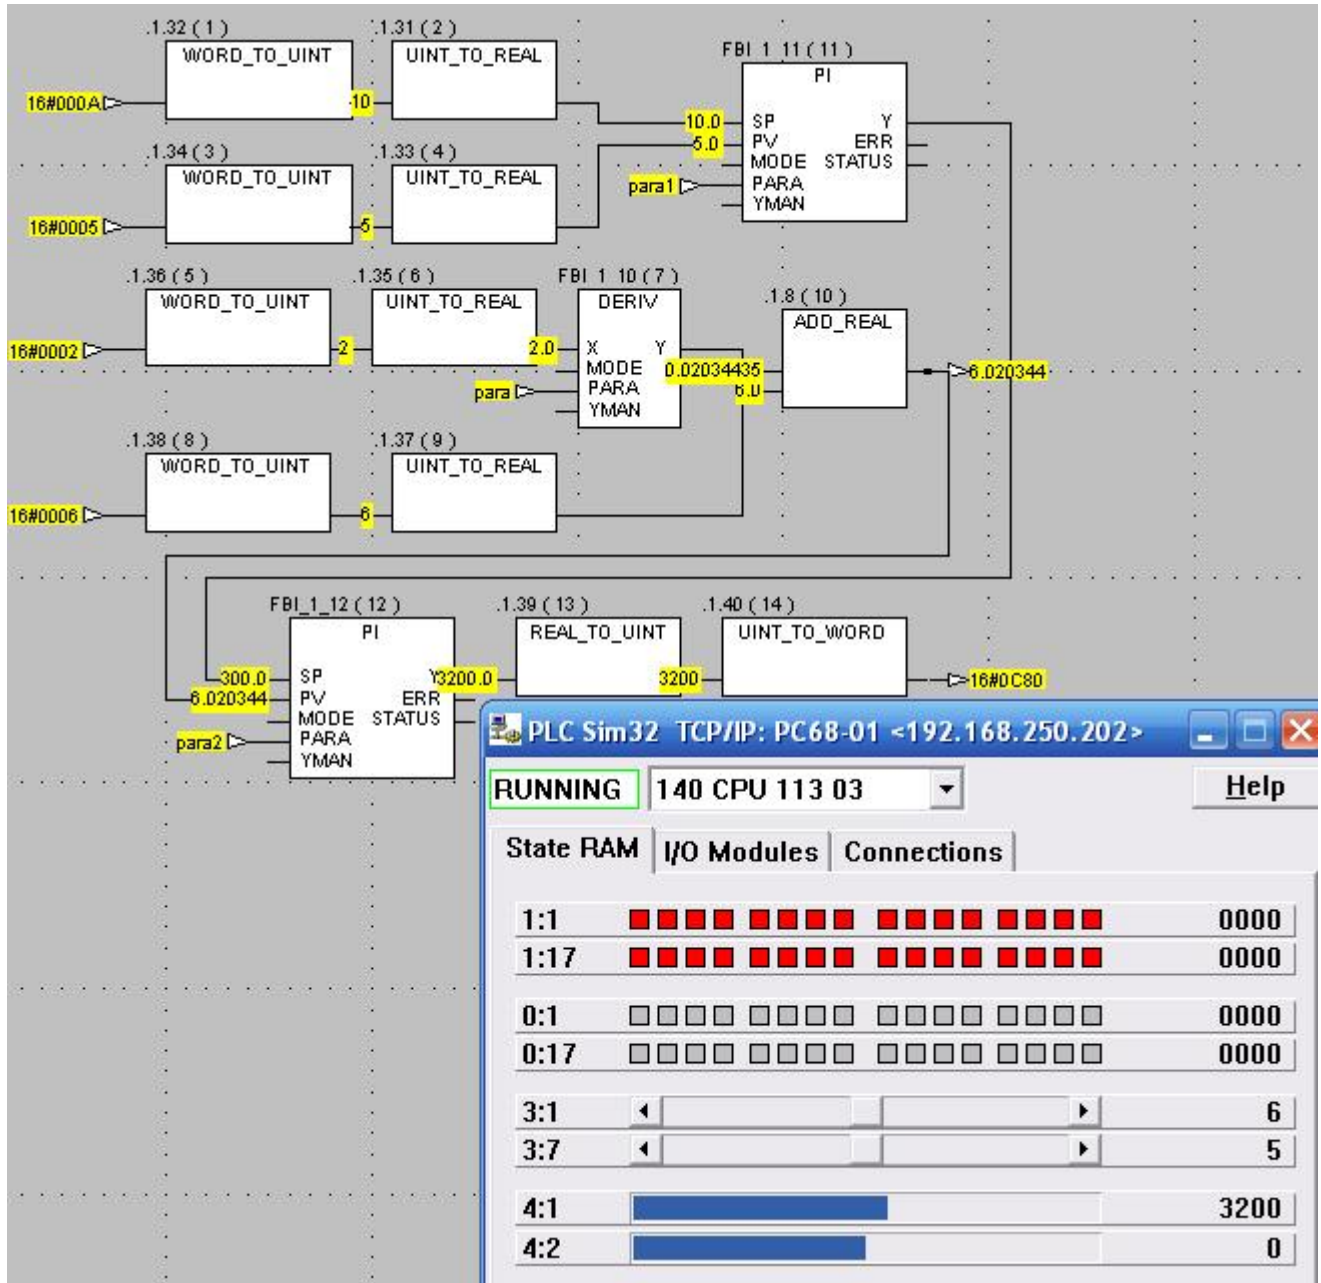 .1.32 ( 1 ) .1.31 ( 2 )
FBI_1_11 ( 11 )
WORD_TO_UINT UINT_TO_REAL
PI
16#000A 10
10.0 SP Y
5.0 PV ERR
.1.34 ( 3 ) .1.33 ( 4 )
MODE STATUS
WORD_TO_UINT UINT_TO_REAL
para1 PARA
YMAN
16#0005 5
.1.36 ( 5 ) .1.35 ( 6 ) FBI_1_10 ( 7 )
.1.8 ( 10 )
WORD_TO_UINT UINT_TO_REAL DERIV
ADD_REAL
16#0002 2 2.0 X Y
MODE 0.02034435 6.020344
para PARA 6.0
YMAN
.1.38 ( 8 ) .1.37 ( 9 )
WORD_TO_UINT UINT_TO_REAL
16#0006 6
FBI_1_12 ( 12 ) .1.39 ( 13 ) .1.40 ( 14 )
PI REAL_TO_UINT UINT_TO_WORD
300.0 SP Y 3200.0 3200 16#0C80
6.020344 PV ERR
MODE STATUS
para2 PARA
YMAN
PLC Sim32 TCP/IP: PC68-01 <192.168.250.202>
RUNNING 140 CPU 113 03 Help
State RAM I/O Modules Connections
1:1 0000
1:17 0000
0:1 0000
0:17 0000
3:1 6
3:7 5
4:1 3200
4:2 0